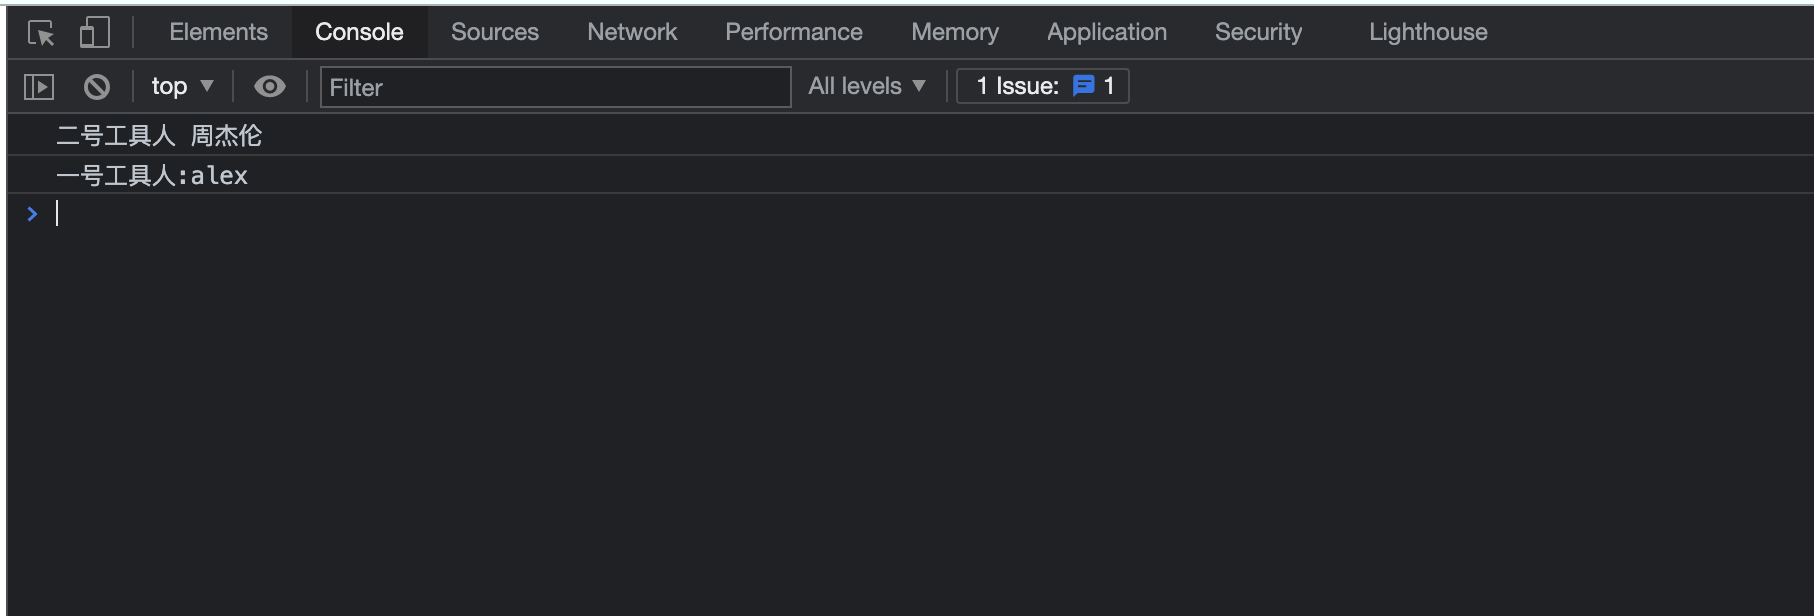 Elements Console Sources Network Performance Memory Application Security Lighthouse
top Filter All levels 1 Issue: 1
二号工具人 周杰伦
一号工具人:alex